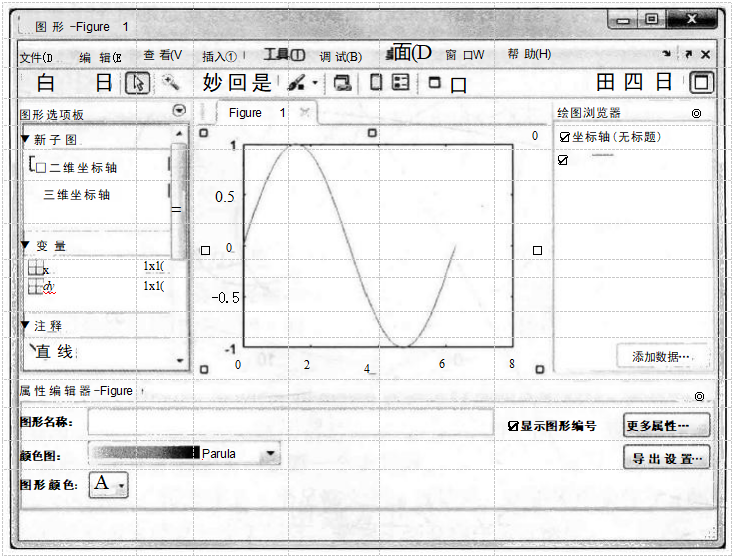 图形-Figure 1
文件(D 编辑(E 查看(V 插入① 工具① 调试(B) 面(D 窗口W 帮助(H)
白 日 妙回是 口 田四日
图形选项板 Figure 1 绘图浏览器
新子图
二维坐标轴
三维坐标轴
变量
x 1x1(
dy 1x1(
注释
直线
1
0.5
0
-0.5
-1
0 2 4 6 8
0
坐标轴(无标题)
添加数据…
属性编辑器-Figure
图形名称: 显示图形编号 更多属性…
颜色图: Parula 导出设置…
图形颜色: A